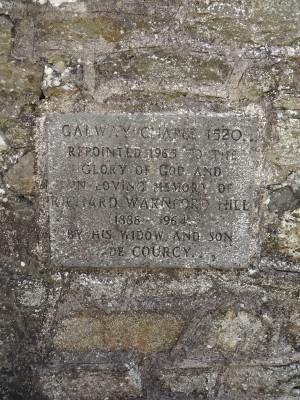 GALWAY CHAPEL 1520.
REPOINTED 1965 TO THE
GLORY OF GOD AND
IN LOVING MEMORY OF
RICHARD WARNFORD HILL
1886 - 1964
BY HIS WIDOW AND SON
DE COURCY.